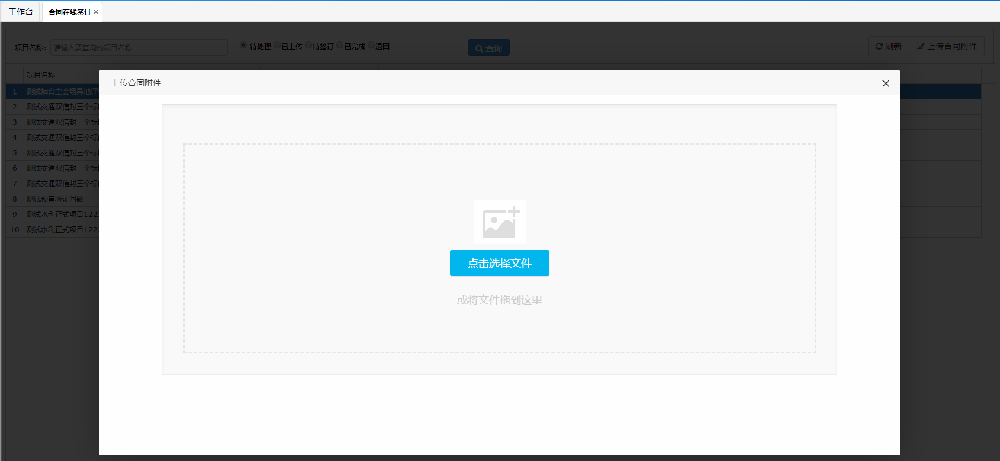 工作台
合同在线签订
项目名称：
请输入要查询的项目名称
待处理 已上传 待签订 已完成 退回
查询
刷新
上传合同附件
项目名称
上传合同附件
1 测试烟台主会场异地评
2 测试交通双信封三个标
3 测试交通双信封三个标
4 测试交通双信封三个标
5 测试交通双信封三个标
6 测试交通双信封三个标
7 测试交通双信封三个标
8 测试预审验证问题
9 测试水利正式项目122
10 测试水利正式项目122
点击选择文件
或将文件拖到这里